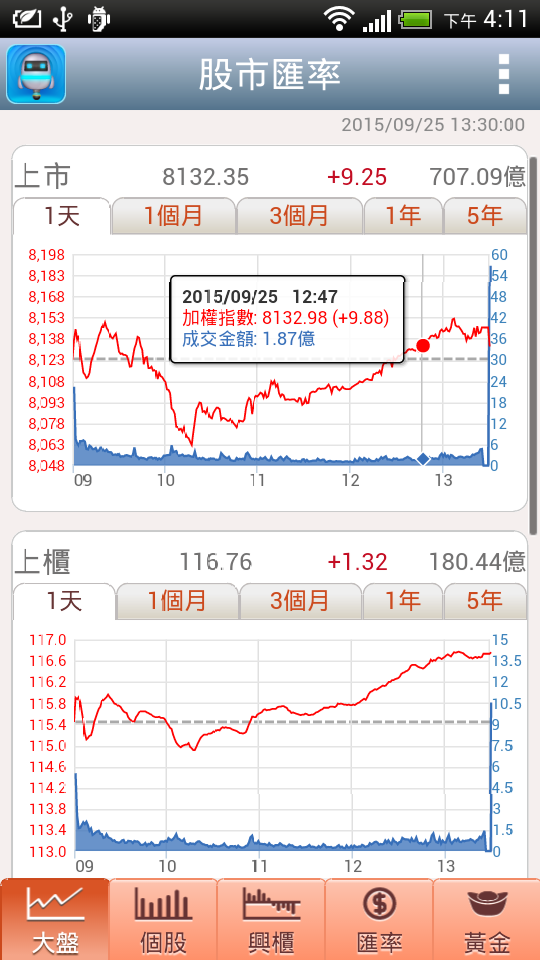 下午 4:11
股市匯率
2015/09/25 13:30:00
上市 8132.35 +9.25 707.09億
1天 1個月 3個月 1年 5年
8,198 60
8,183 54
8,168 48
8,153 42
8,138 36
8,123 30
8,108 24
8,093 18
8,078 12
8,063 6
8,048 0
2015/09/25 12:47
加權指數: 8132.98 (+9.88)
成交金額: 1.87億
09 10 11 12 13
上櫃 116.76 +1.32 180.44億
1天 1個月 3個月 1年 5年
117.0 15
116.6 13.5
116.2 12
115.8 10.5
115.4 9
115.0 7.5
114.6 6
114.2 4.5
113.8 3
113.4 1.5
113.0 0
09 10 11 12 13
大盤 個股 興櫃 匯率 黃金